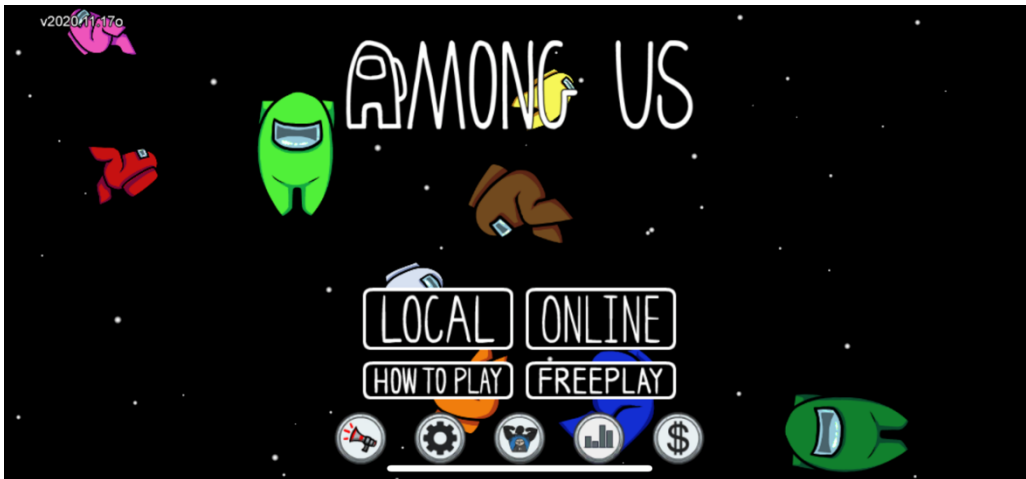 v2020.11.17o
AMONG US
LOCAL
ONLINE
HOW TO PLAY
FREEPLAY
$